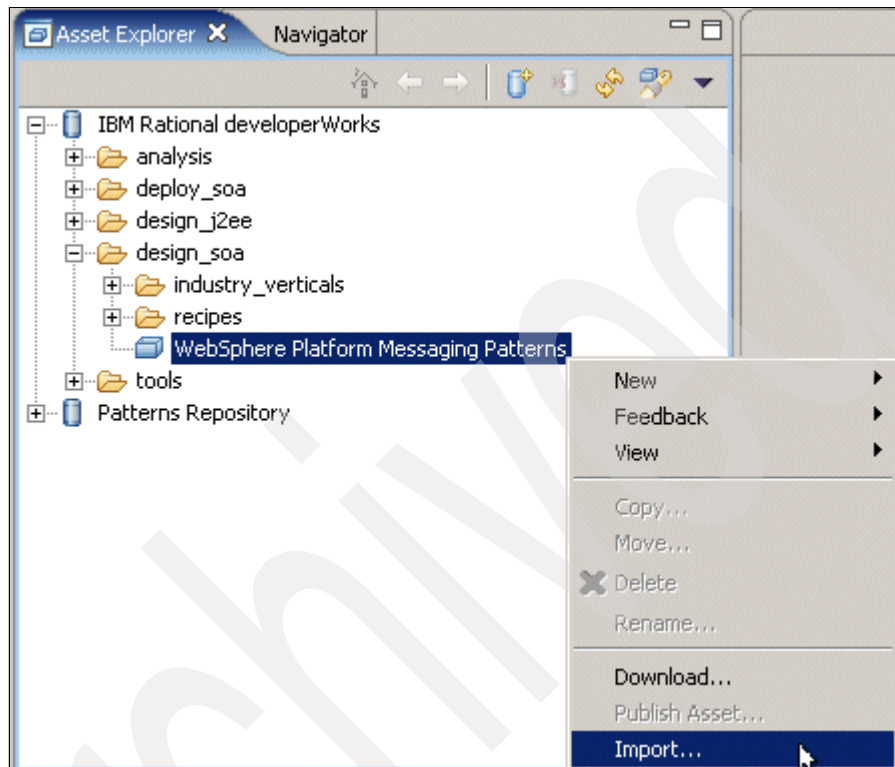 Asset Explorer
Navigator
IBM Rational developerWorks
analysis
deploy_soa
design_j2ee
design_soa
industry_verticals
recipes
WebSphere Platform Messaging Patterns
tools
Patterns Repository
New
Feedback
View
Copy...
Move...
Delete
Rename...
Download...
Publish Asset...
Import...